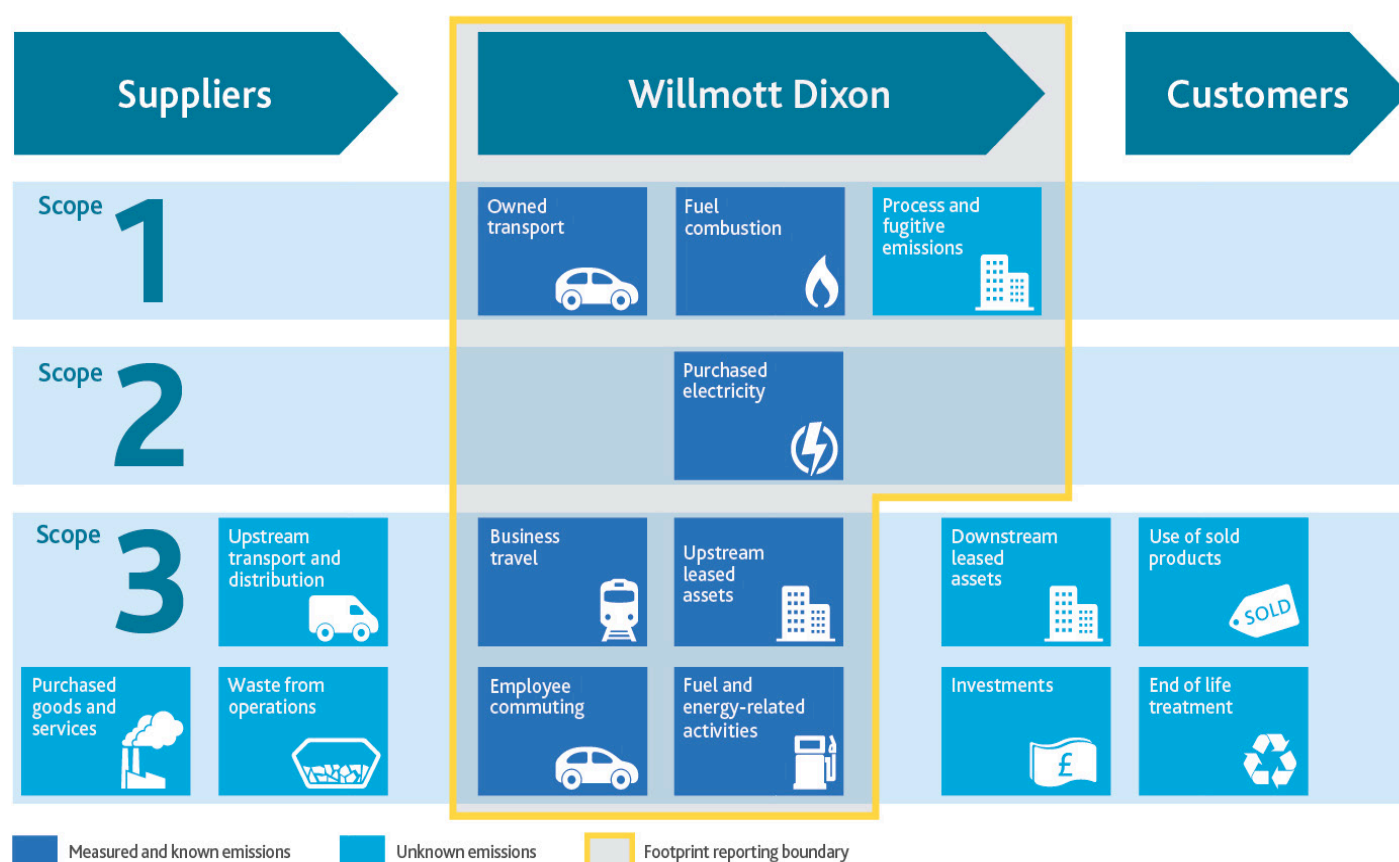 Suppliers
Willmott Dixon
Customers
Scope
1
Owned
transport
Fuel
combustion
Process and
fugitive
emissions
Scope
2
Purchased
electricity
Scope
3
Upstream
transport and
distribution
Business
travel
Upstream
leased
assets
Downstream
leased
assets
Use of sold
products
SOLD
Purchased
goods and
services
Waste from
operations
Employee
commuting
Fuel and
energy-related
activities
Investments
£
End of life
treatment
Measured and known emissions
Unknown emissions
Footprint reporting boundary